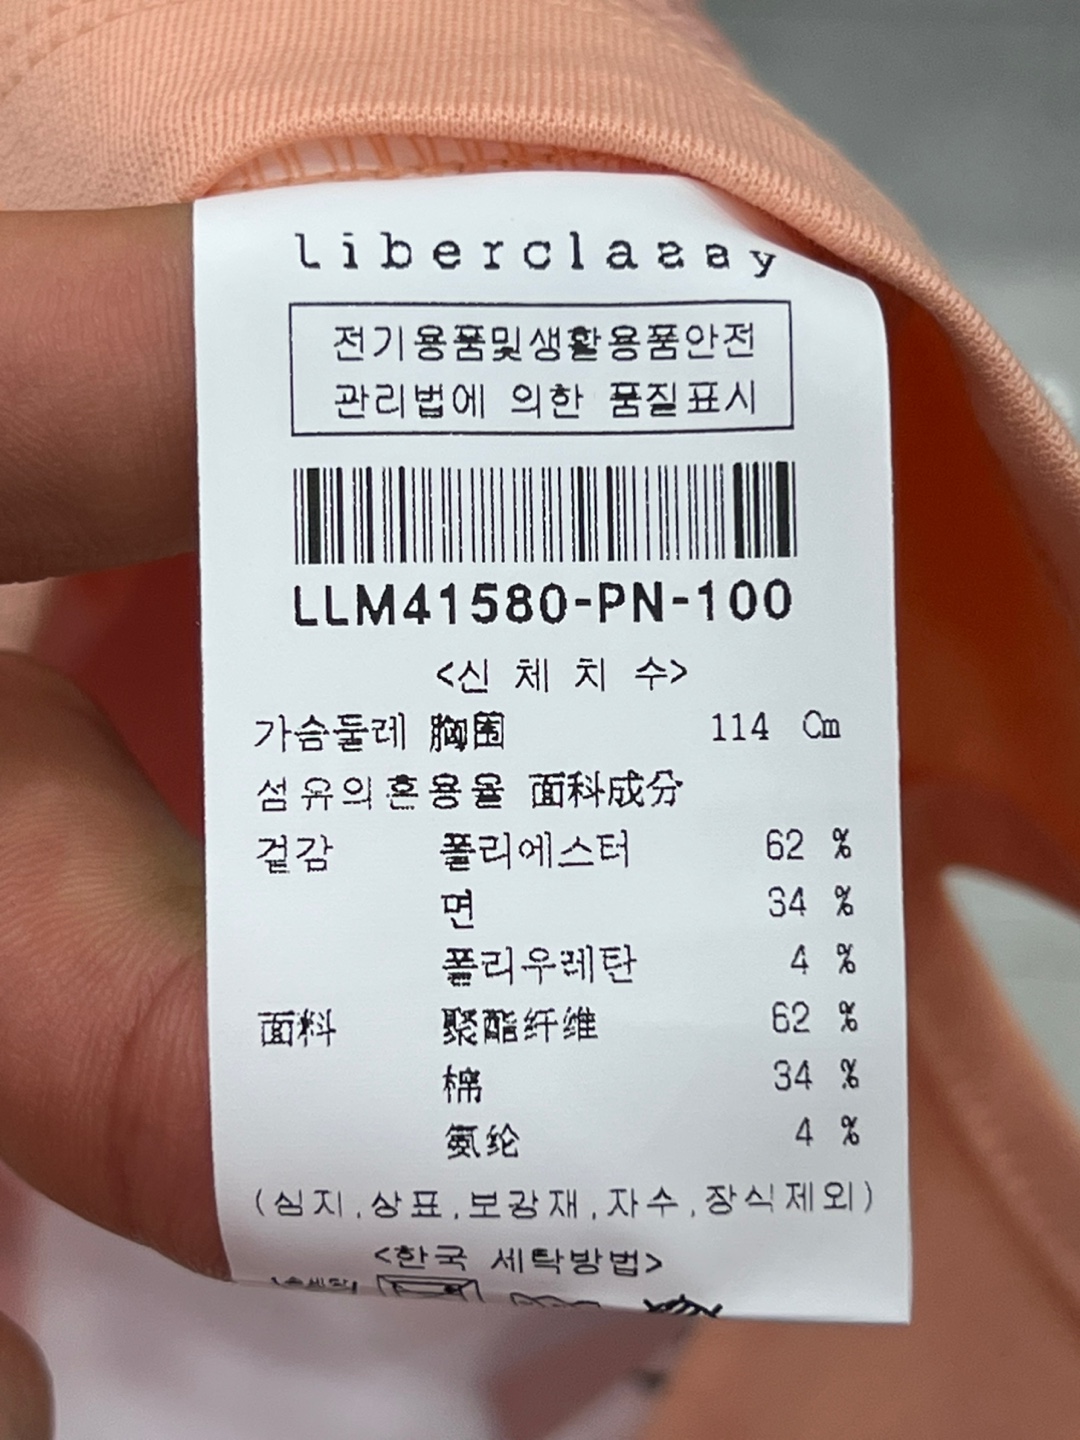 liberclassy
전기용품및생활용품안전
관리법에 의한 품질표시
LLM41580-PN-100
<신 체 치 수>
가슴둘레 胸围 114 Cm
섬유의혼용율 面料成分
겉감 폴리에스터 62 %
면 34 %
폴리우레탄 4 %
面料 聚酯纤维 62 %
棉 34 %
氨纶 4 %
(심지,상표,보강재,자수,장식제외)
<한국 세탁방법>